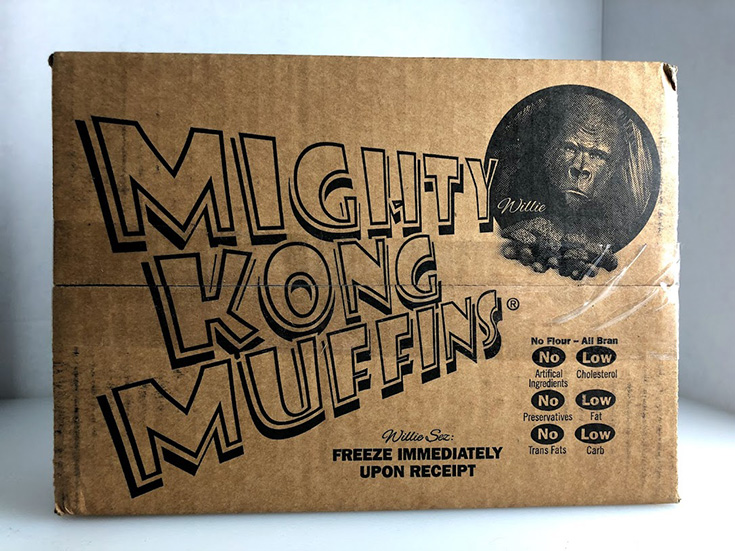 MIGHTY
KONG
MUFFINS®
Willie
No Flour – All Bran
No Low
Artifical Cholesterol
Ingredients
No Low
Preservatives Fat
No Low
Trans Fats Carb
Willie Sez:
FREEZE IMMEDIATELY
UPON RECEIPT